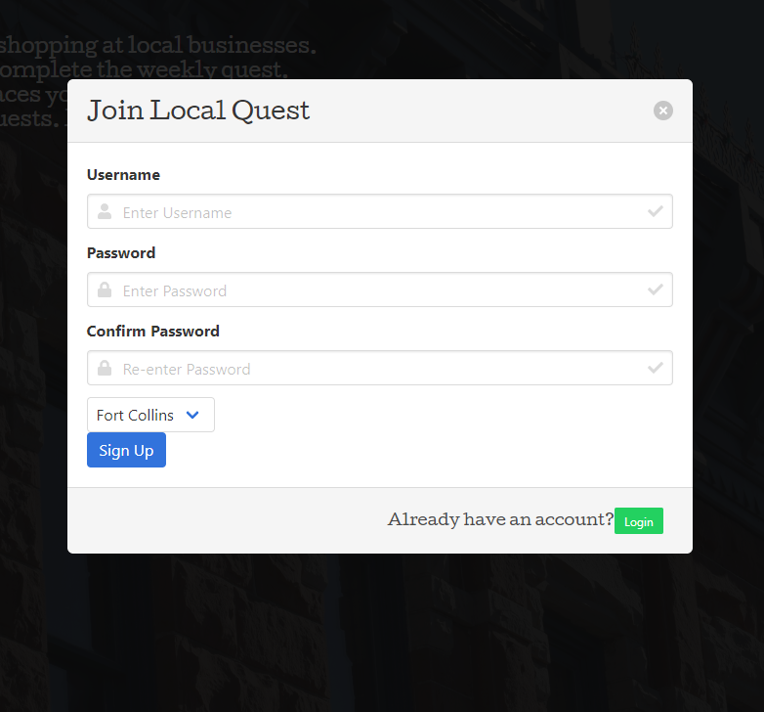 shopping at local businesses.
omplete the weekly quest.
nces yo
uests.
Join Local Quest
Username
Enter Username
Password
Enter Password
Confirm Password
Re-enter Password
Fort Collins
Sign Up
Already have an account? Login